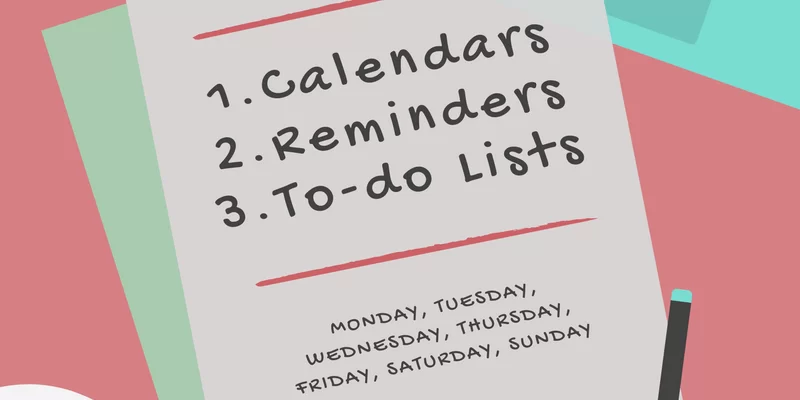 1. Calendars
2. Reminders
3. To-do Lists
MONDAY, TUESDAY,
WEDNESDAY, THURSDAY,
FRIDAY, SATURDAY, SUNDAY